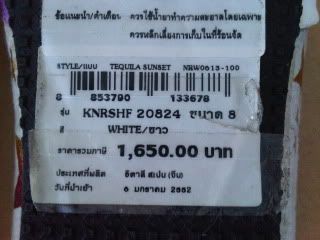 ข้อแนะนำ/คำเตือน ควรใช้น้ำยาทำความสะอาดโดยเฉพาะ
ควรหลีกเลี่ยงการเก็บในที่ร้อนจัด
STYLE/แบบ TEQUILA SUNSET NRW0613-100
8 853790 133678
รุ่น KNRSHF 20824 ขนาด 8
สี WHITE/ขาว
ราคารวมภาษี 1,650.00 บาท
ประเทศที่ผลิต อิตาลี สเปน (จีน)
วันที่นำเข้า 6 มกราคม 2552